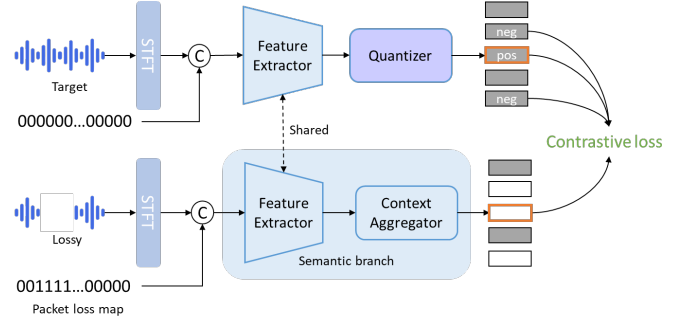 Target
000000...00000
STFT
C
Feature
Extractor
Quantizer
neg
pos
neg
Contrastive loss
Shared
Lossy
001111...00000
Packet loss map
STFT
C
Feature
Extractor
Context
Aggregator
Semantic branch